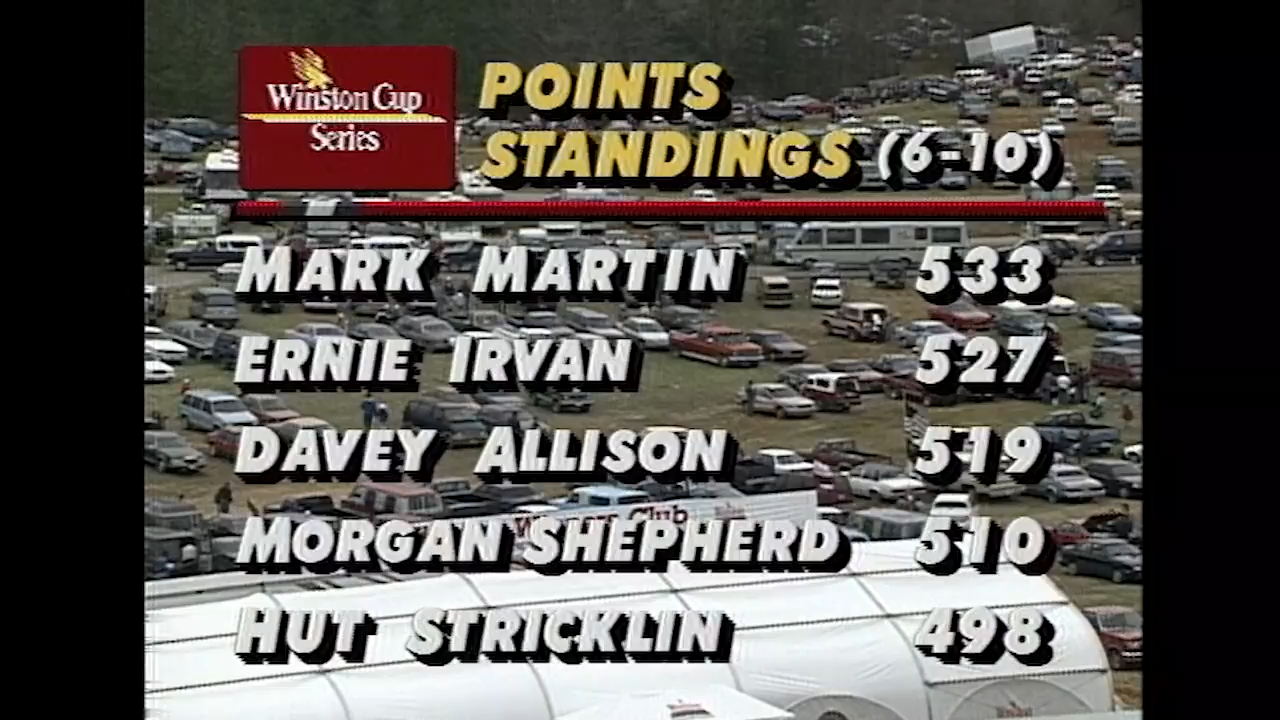 Winston Cup
Series
POINTS
STANDINGS (6-10)
MARK MARTIN 533
ERNIE IRVAN 527
DAVEY ALLISON 519
MORGAN SHEPHERD 510
HUT STRICKLIN 498
Club